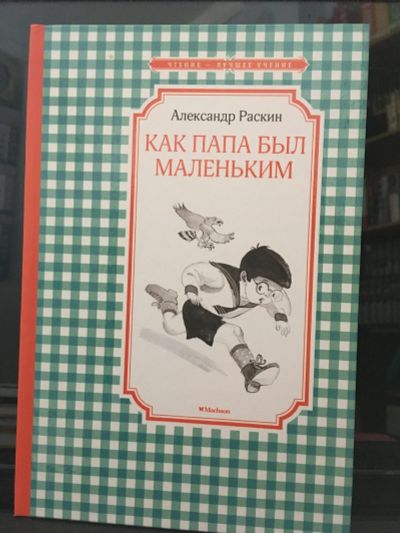 ЧТЕНИЕ – ЛУЧШЕЕ УЧЕНИЕ
Александр Раскин
КАК ПАПА БЫЛ
МАЛЕНЬКИМ
Machaon